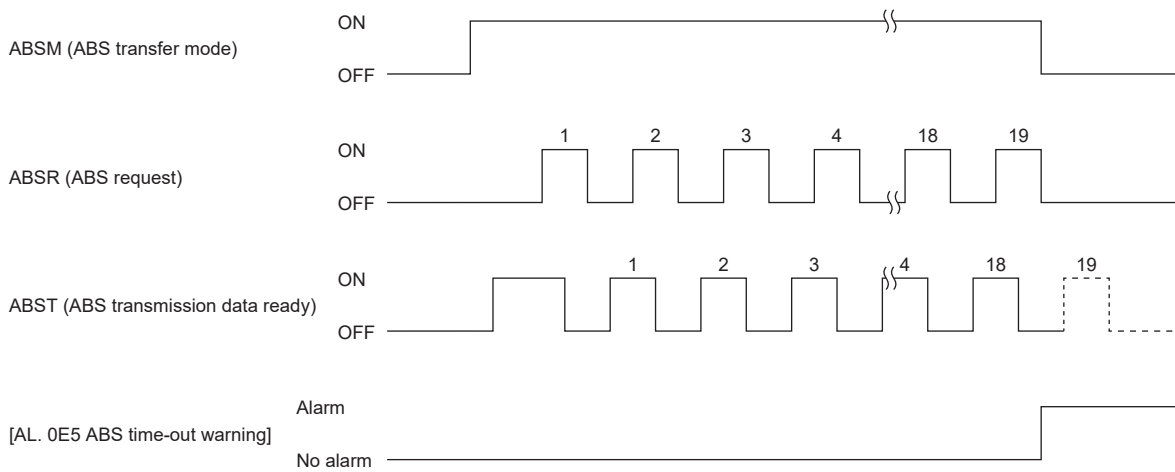 ON
ABSM (ABS transfer mode)
OFF
1 2 3 4 18 19
ON
ABSR (ABS request)
OFF
1 2 3 4 18 19
ON
ABST (ABS transmission data ready)
OFF
Alarm
[AL. 0E5 ABS time-out warning]
No alarm